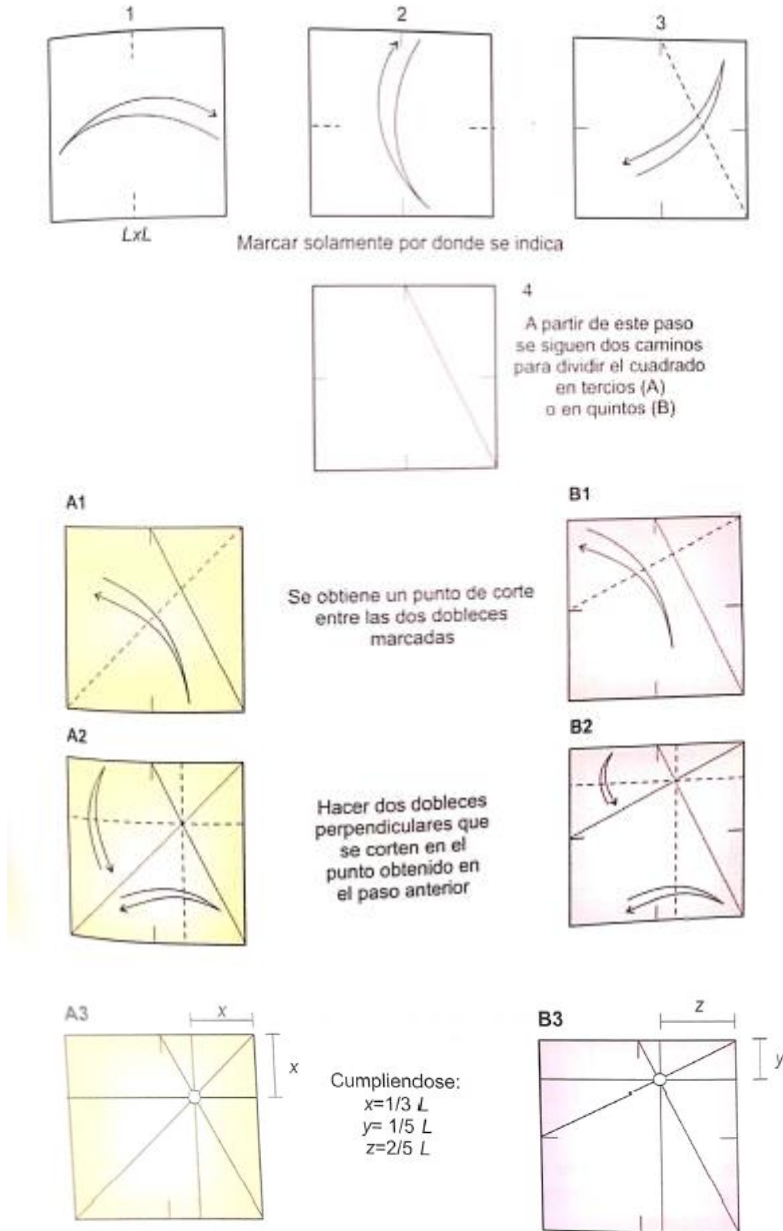 1
2
3
LxL
Marcar solamente por donde se indica
4
A partir de este paso
se siguen dos caminos
para dividir el cuadrado
en tercios (A)
o en quintos (B)
A1
B1
Se obtiene un punto de corte
entre las dos dobleces
marcadas
A2
B2
Hacer dos dobleces
perpendiculares que
se corten en el
punto obtenido en
el paso anterior
A3
x
x
B3
z
y
Cumpliendose:
x=1/3 L
y= 1/5 L
z=2/5 L